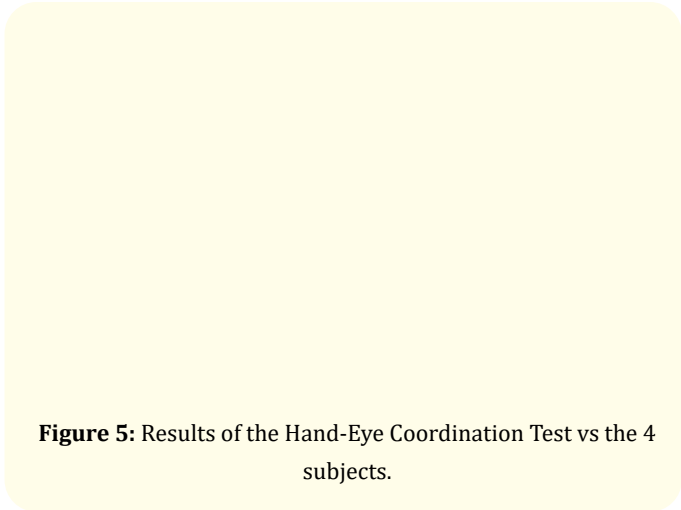 Figure 5: Results of the Hand-Eye Coordination Test vs the 4
subjects.